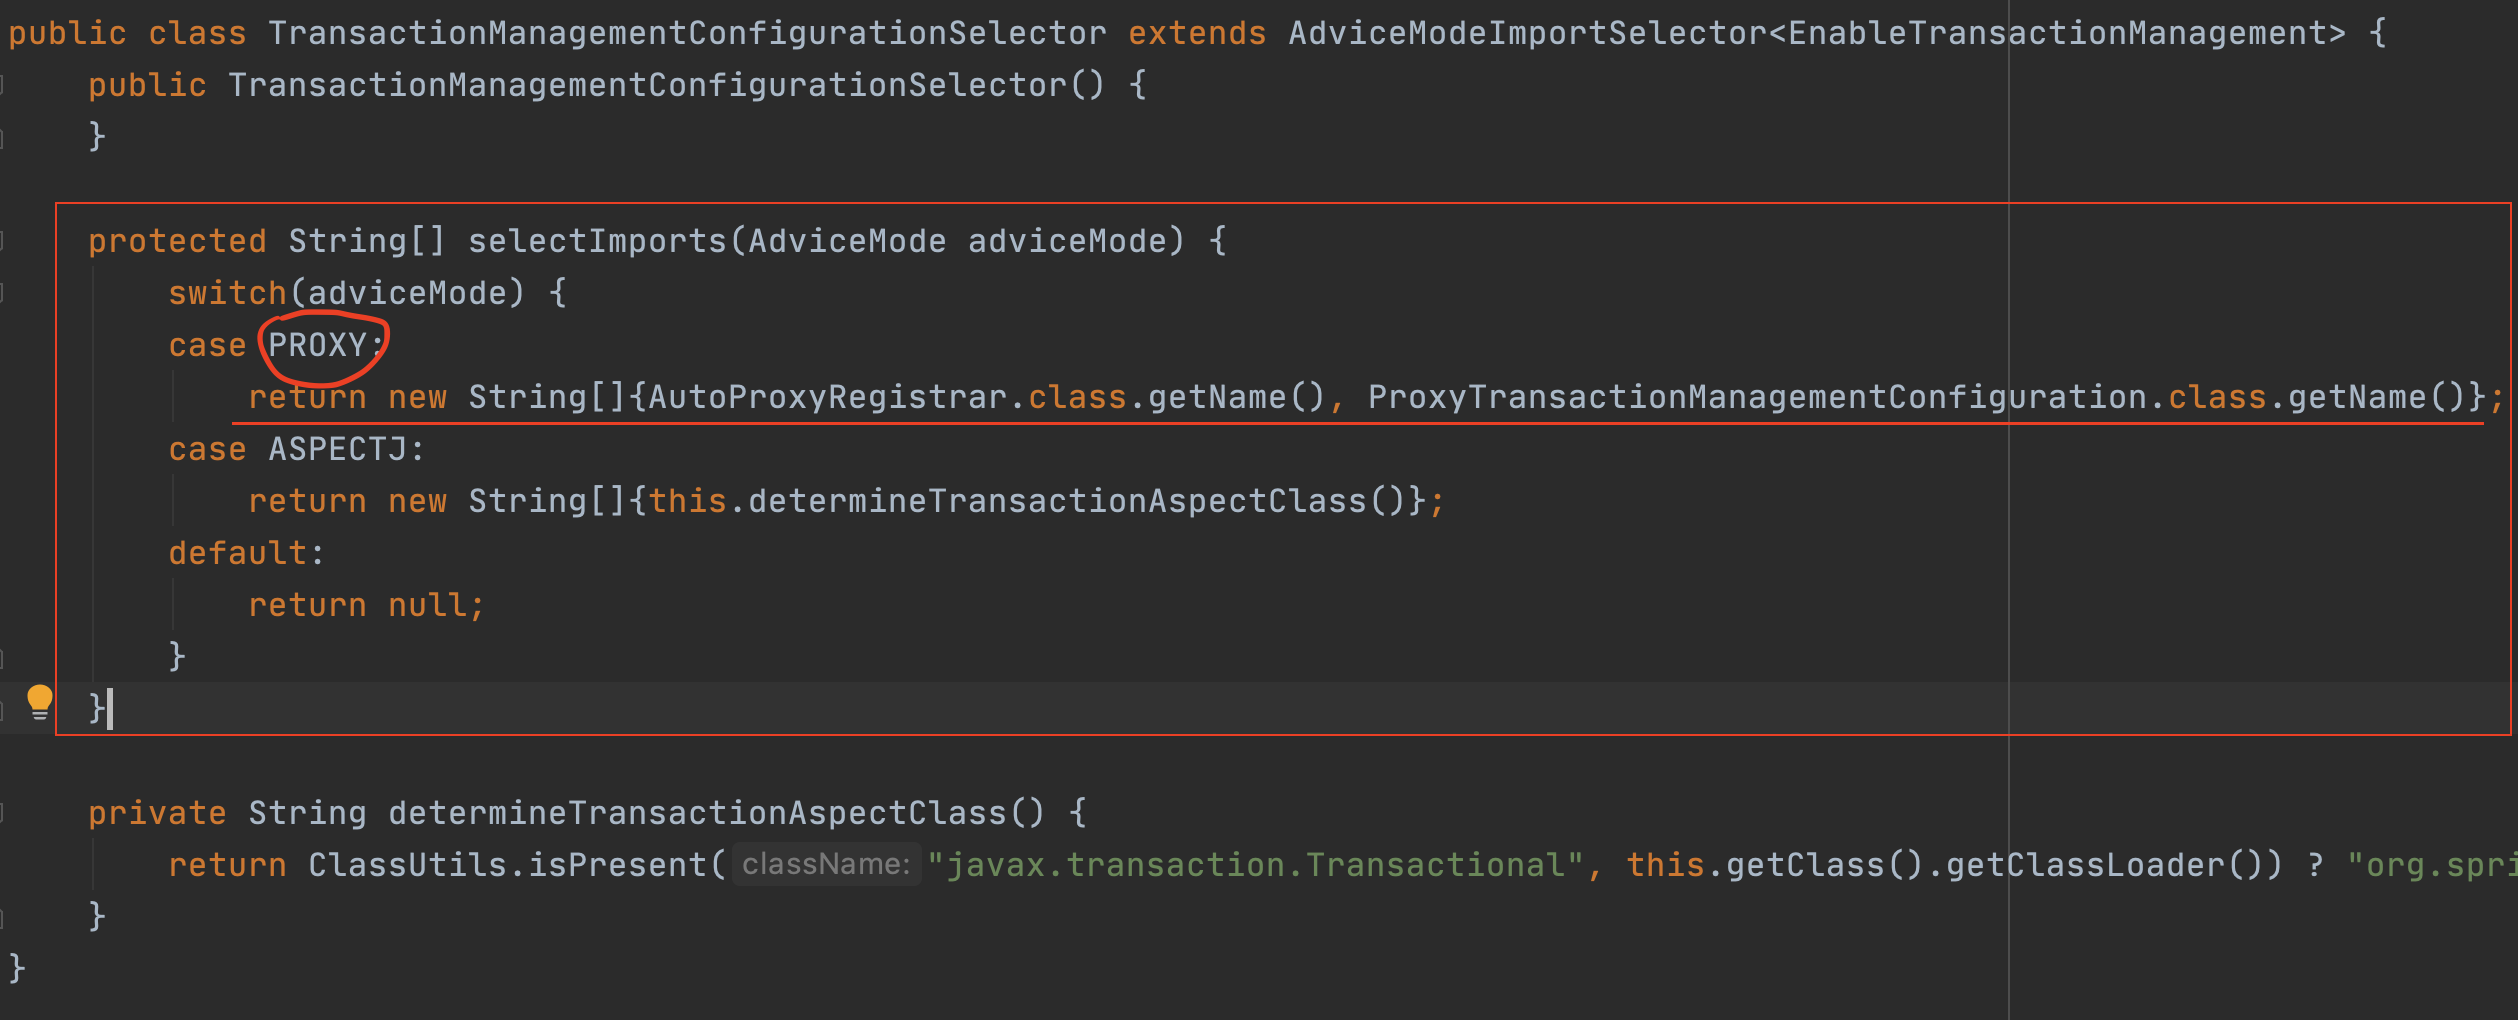 public class TransactionManagementConfigurationSelector extends AdviceModeImportSelector<EnableTransactionManagement> {
public TransactionManagementConfigurationSelector() {
}
protected String[] selectImports(AdviceMode adviceMode) {
switch(adviceMode) {
case PROXY:
return new String[]{AutoProxyRegistrar.class.getName(), ProxyTransactionManagementConfiguration.class.getName()};
case ASPECTJ:
return new String[]{this.determineTransactionAspectClass()};
default:
return null;
}
}
private String determineTransactionAspectClass() {
return ClassUtils.isPresent( className: "javax.transaction.Transactional", this.getClass().getClassLoader()) ? "org.spri
}
}